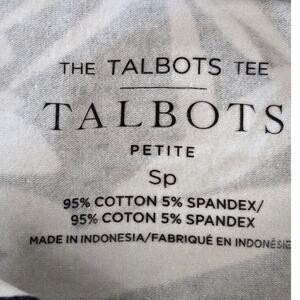 THE TALBOTS TEE
TALBOTS
PETITE
Sp
95% COTTON 5% SPANDEX/
95% COTON 5% SPANDEX
MADE IN INDONESIA/FABRIQUÉ EN INDONÉSIE